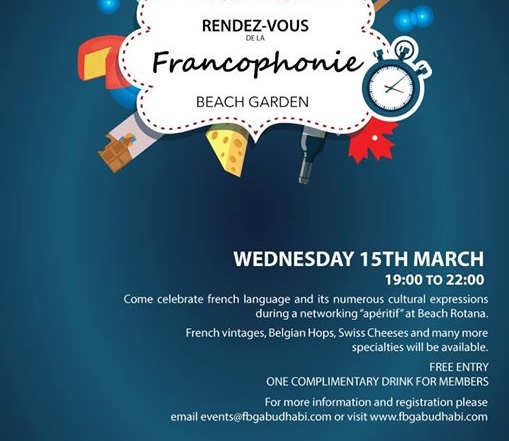 RENDEZ-VOUS
DE LA
Francophonie
BEACH GARDEN
WEDNESDAY 15TH MARCH
19:00 TO 22:00
Come celebrate french language and its numerous cultural expressions
during a networking “apéritif” at Beach Rotana.
French vintages, Belgian Hops, Swiss Cheeses and many more
specialties will be available.
FREE ENTRY
ONE COMPLIMENTARY DRINK FOR MEMBERS
For more information and registration please
email events@fbgabudhabi.com or visit www.fbgabudhabi.com